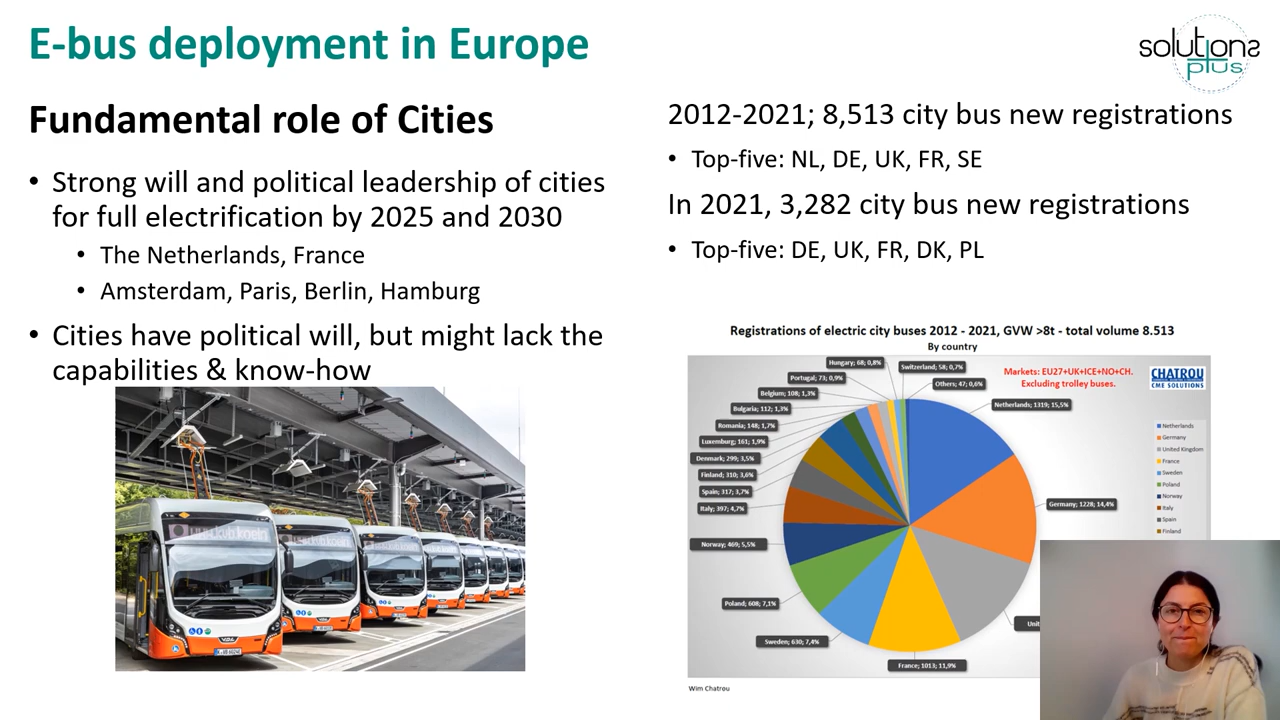 E-bus deployment in Europe
solutions
plus
Fundamental role of Cities
• Strong will and political leadership of cities
for full electrification by 2025 and 2030
• The Netherlands, France
• Amsterdam, Paris, Berlin, Hamburg
• Cities have political will, but might lack the
capabilities & know-how
2012-2021; 8,513 city bus new registrations
• Top-five: NL, DE, UK, FR, SE
In 2021, 3,282 city bus new registrations
• Top-five: DE, UK, FR, DK, PL
Registrations of electric city buses 2012 - 2021, GVW >8t - total volume 8.513
By country
Markets: EU27+UK+ICE+NO+CH.
Excluding trolley buses.
CHATROU
CME SOLUTIONS
Hungary; 68; 0,8%
Switzerland; 58; 0,7%
Portugal; 73; 0,9%
Others; 47; 0,6%
Belgium; 108; 1,3%
Netherlands; 1319; 15,5%
Bulgaria; 112; 1,3%
Romania; 148; 1,7%
Luxemburg; 161; 1,9%
Denmark; 299; 3,5%
Finland; 310; 3,6%
Spain; 317; 3,7%
Italy; 397; 4,7%
Germany; 1228; 14,4%
Norway; 469; 5,5%
Poland; 608; 7,1%
Unit
Sweden; 630; 7,4%
France; 1013; 11,9%
Netherlands
Germany
United Kingdom
France
Sweden
Poland
Norway
Italy
Spain
Finland
Wim Chatrou
VDL